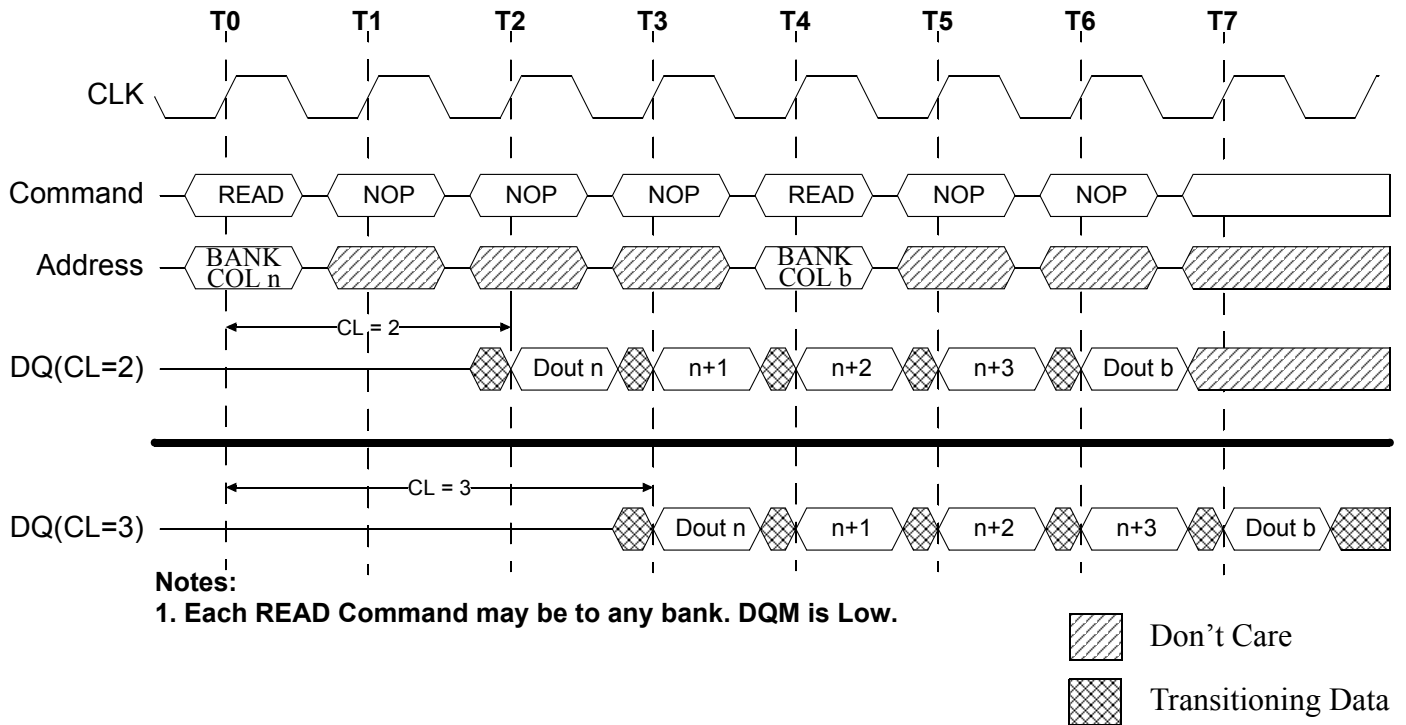 T0 T1 T2 T3 T4 T5 T6 T7
CLK
Command READ NOP NOP NOP READ NOP NOP
Address BANK COL n BANK COL b
CL = 2
DQ(CL=2) Dout n n+1 n+2 n+3 Dout b
CL = 3
DQ(CL=3) Dout n n+1 n+2 n+3 Dout b
Notes:
1. Each READ Command may be to any bank. DQM is Low.
Don’t Care
Transitioning Data